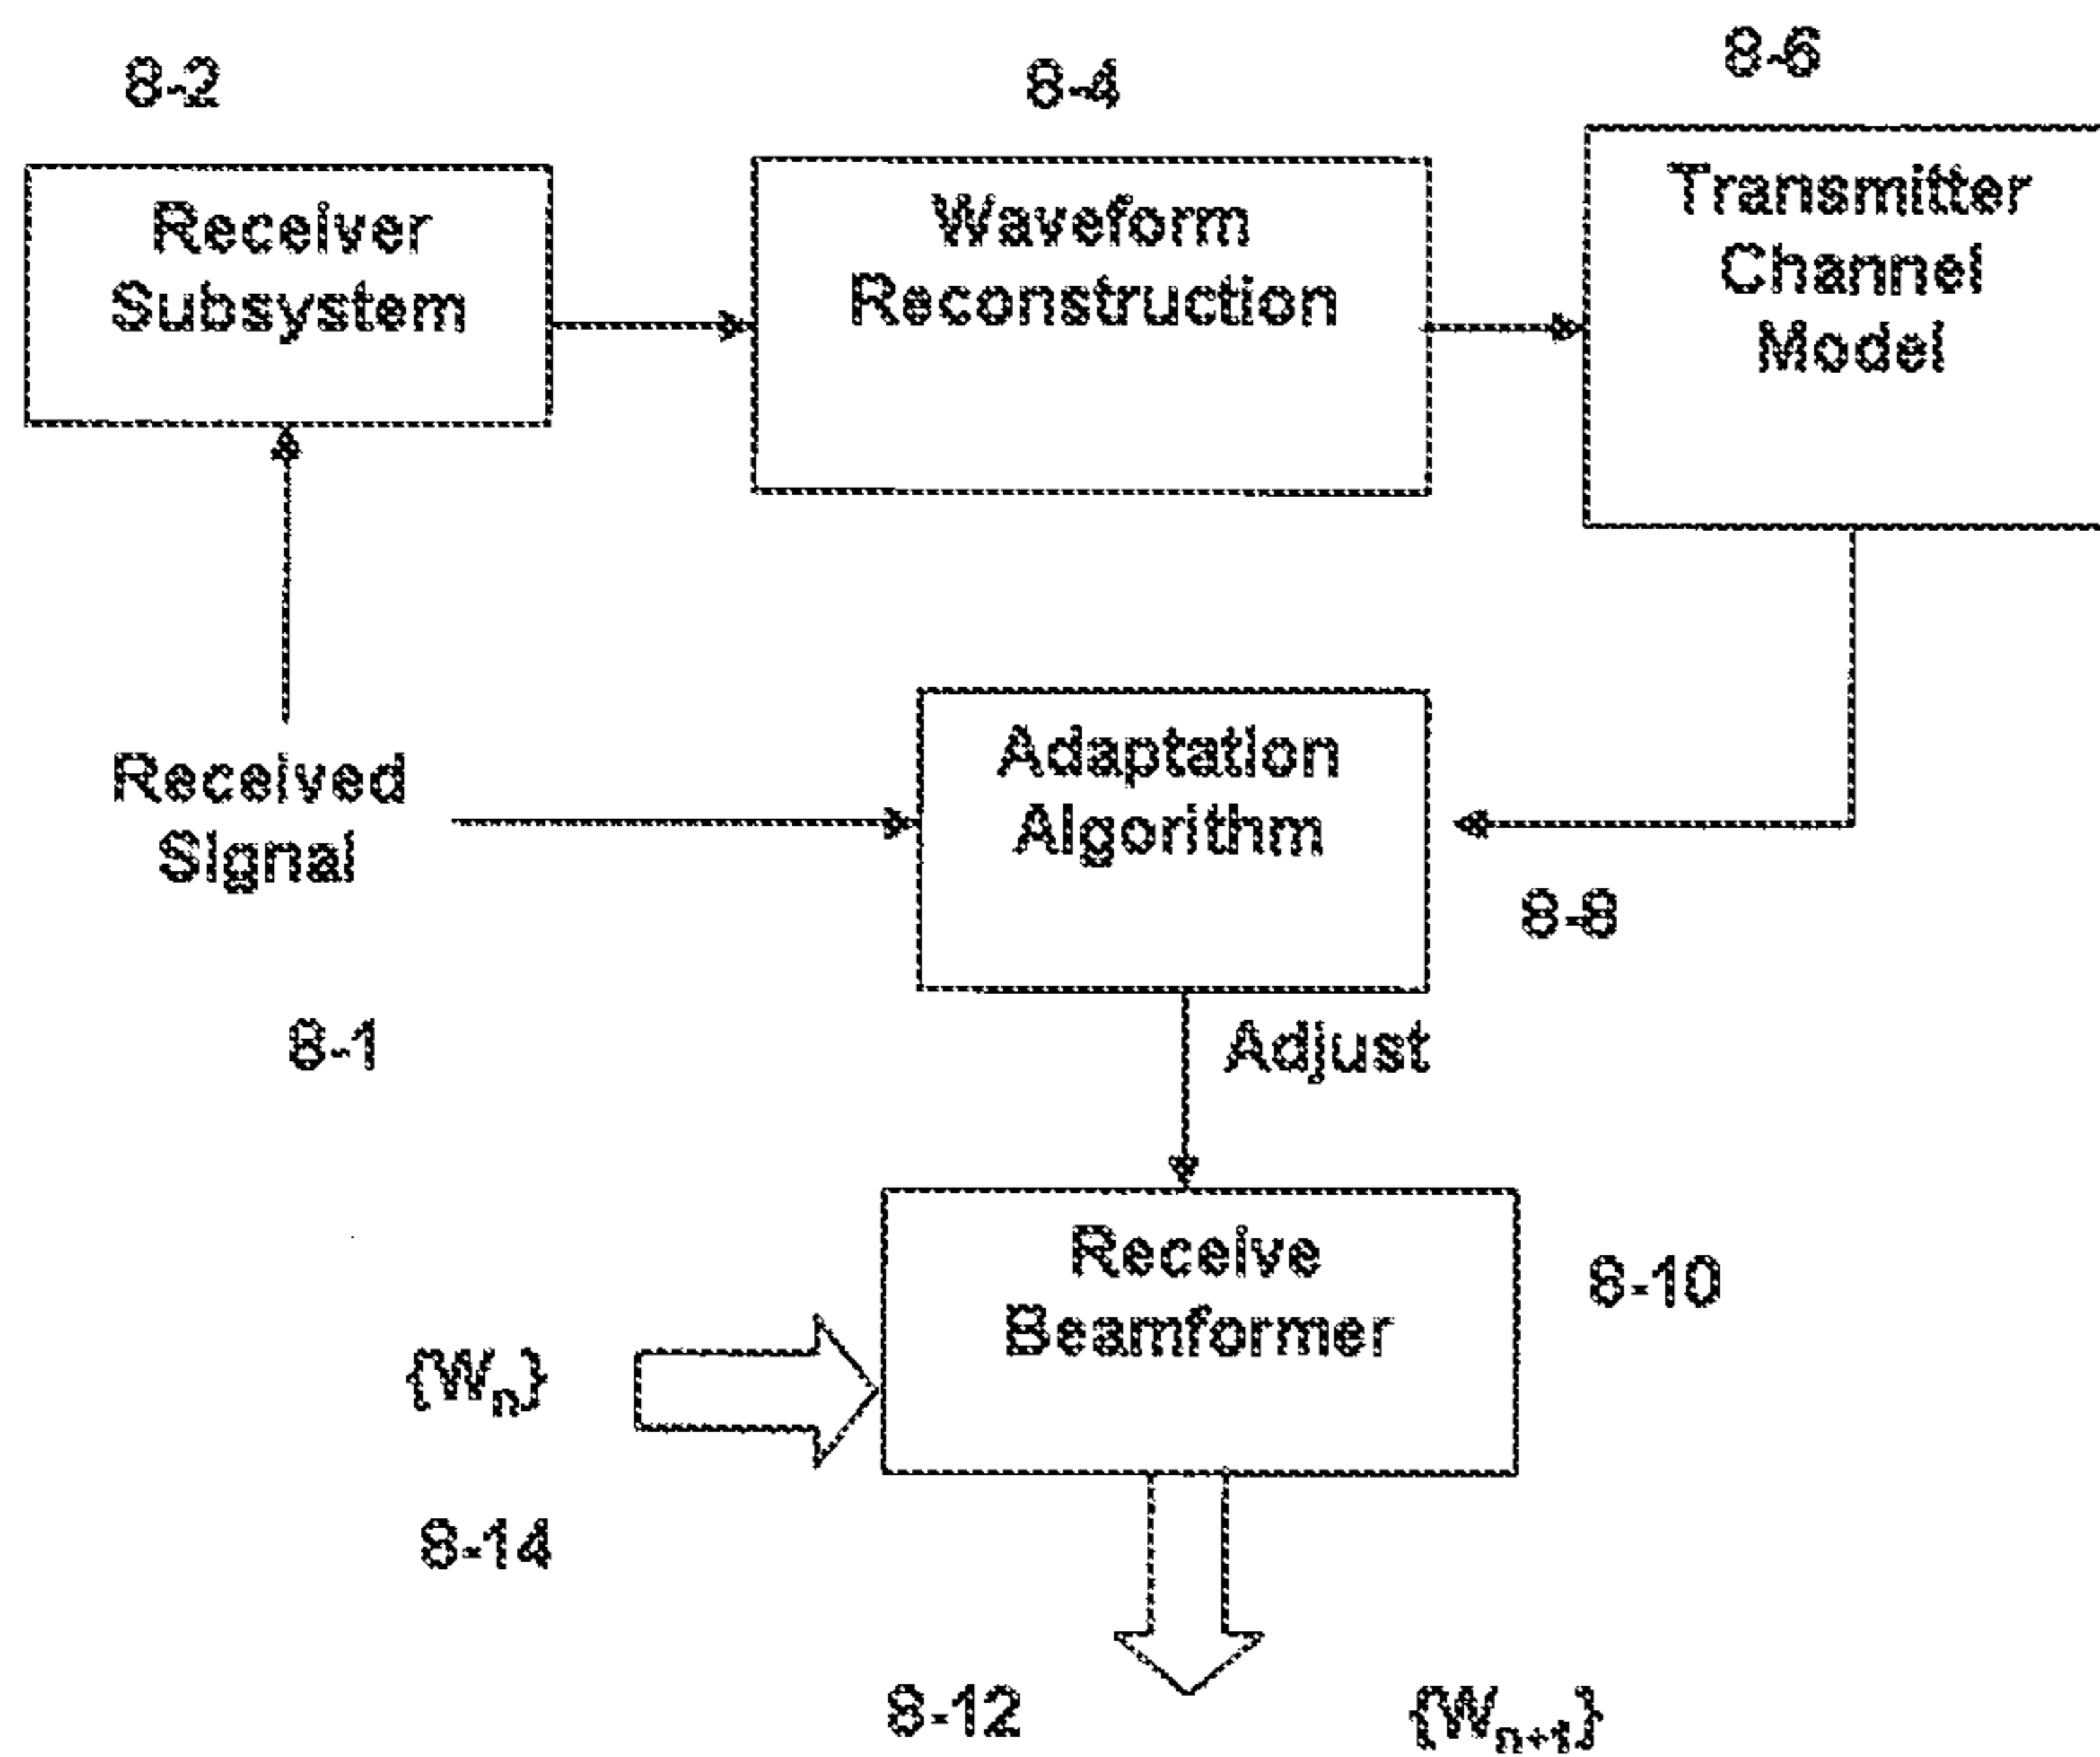 8-2
8-4
8-6
Receiver
Subsystem
Waveform
Reconstruction
Transmitter
Channel
Model
Received
Signal
Adaptation
Algorithm
8-8
8-1
Adjust
Receive
Beamformer
8-10
{Wn}
8-14
8-12
{Wn+1}